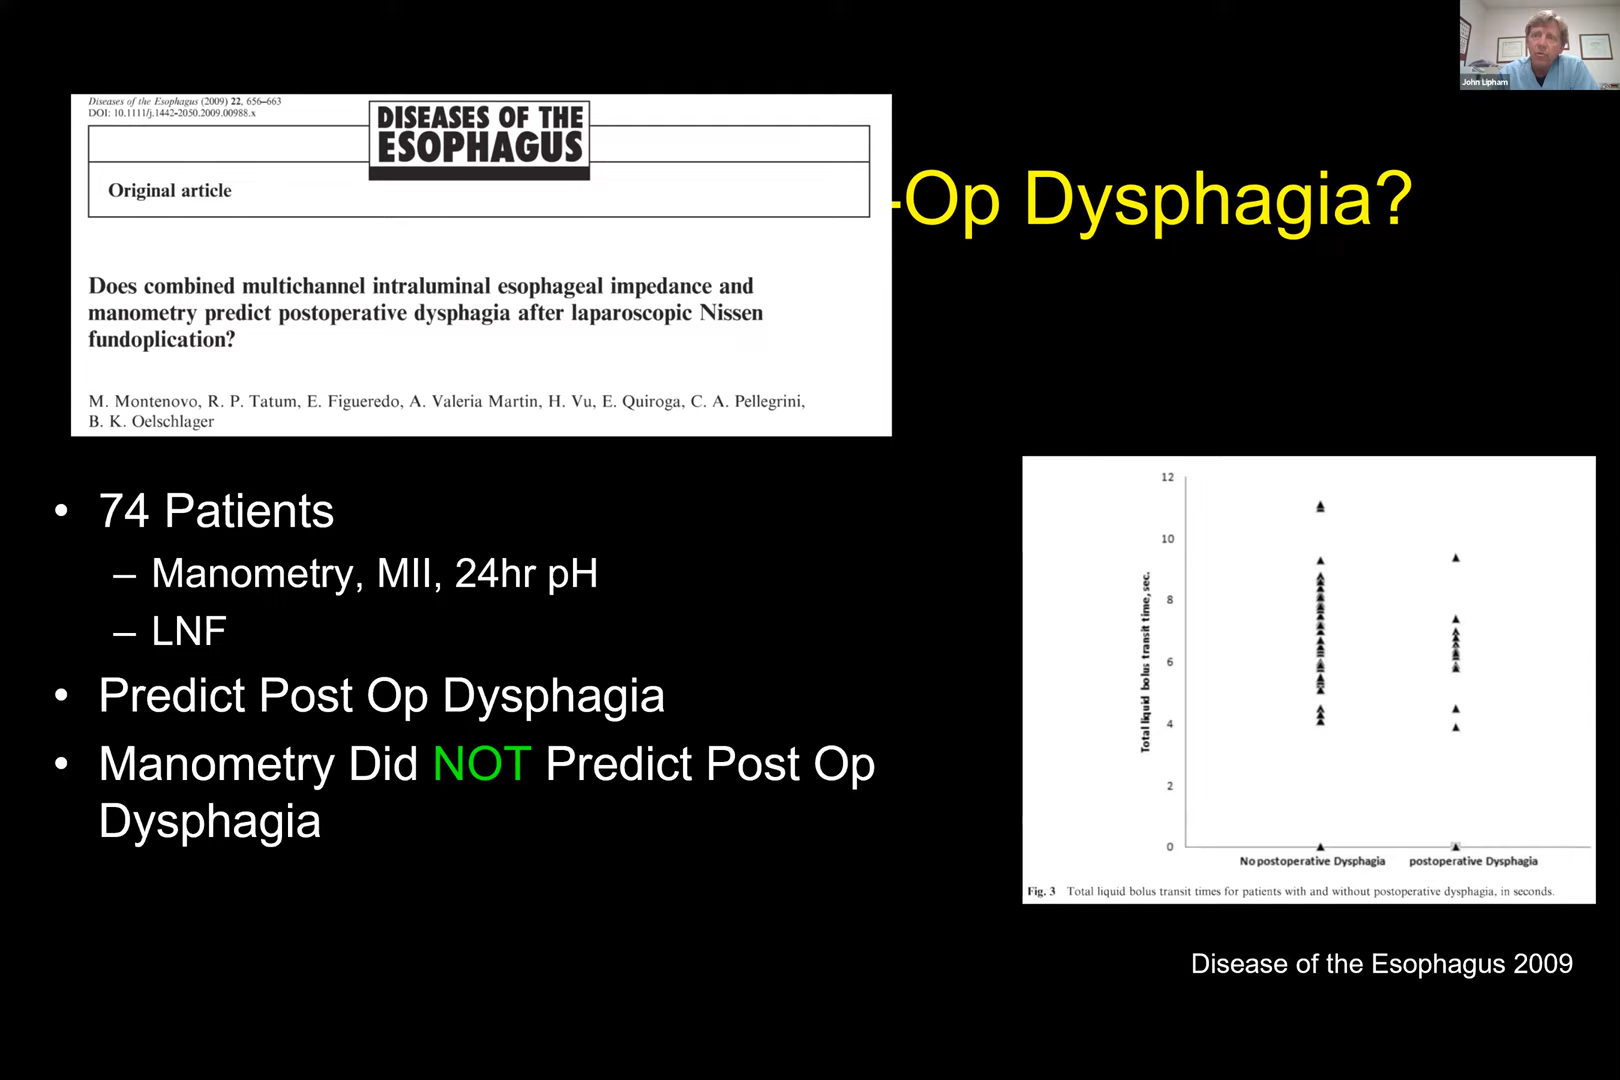 John Lipham
Diseases of the Esophagus (2009) 22, 656–663
DOI: 10.1111/j.1442-2050.2009.00988.x
DISEASES OF THE
ESOPHAGUS
Original article
-Op Dysphagia?
Does combined multichannel intraluminal esophageal impedance and
manometry predict postoperative dysphagia after laparoscopic Nissen
fundoplication?
M. Montenovo, R. P. Tatum, E. Figueredo, A. Valeria Martin, H. Vu, E. Quiroga, C. A. Pellegrini,
B. K. Oelschlager
• 74 Patients
– Manometry, MII, 24hr pH
– LNF
• Predict Post Op Dysphagia
• Manometry Did NOT Predict Post Op
Dysphagia
Total liquid bolus transit time, sec.
12
10
8
6
4
2
0
No postoperative Dysphagia postoperative Dysphagia
Fig. 3 Total liquid bolus transit times for patients with and without postoperative dysphagia, in seconds.
Disease of the Esophagus 2009